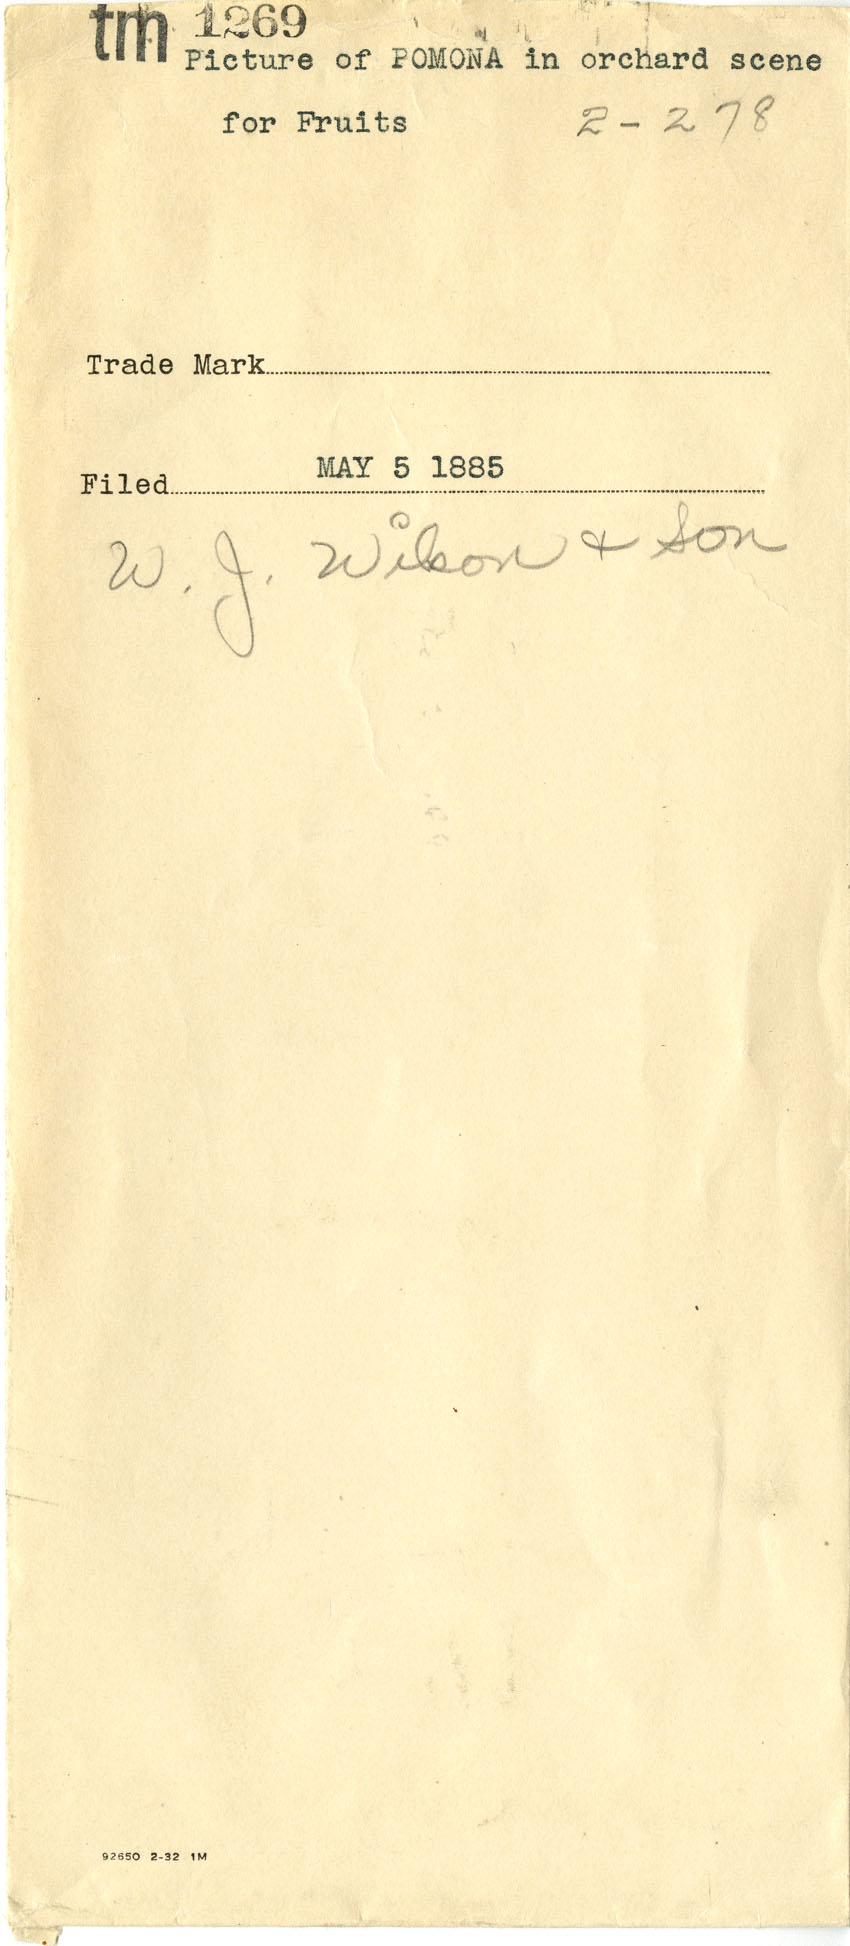 tm 1269
Picture of POMONA in orchard scene
for Fruits 2-278
Trade Mark
Filed MAY 5 1885
W. J. Wilson & Son
92650 2-32 1M